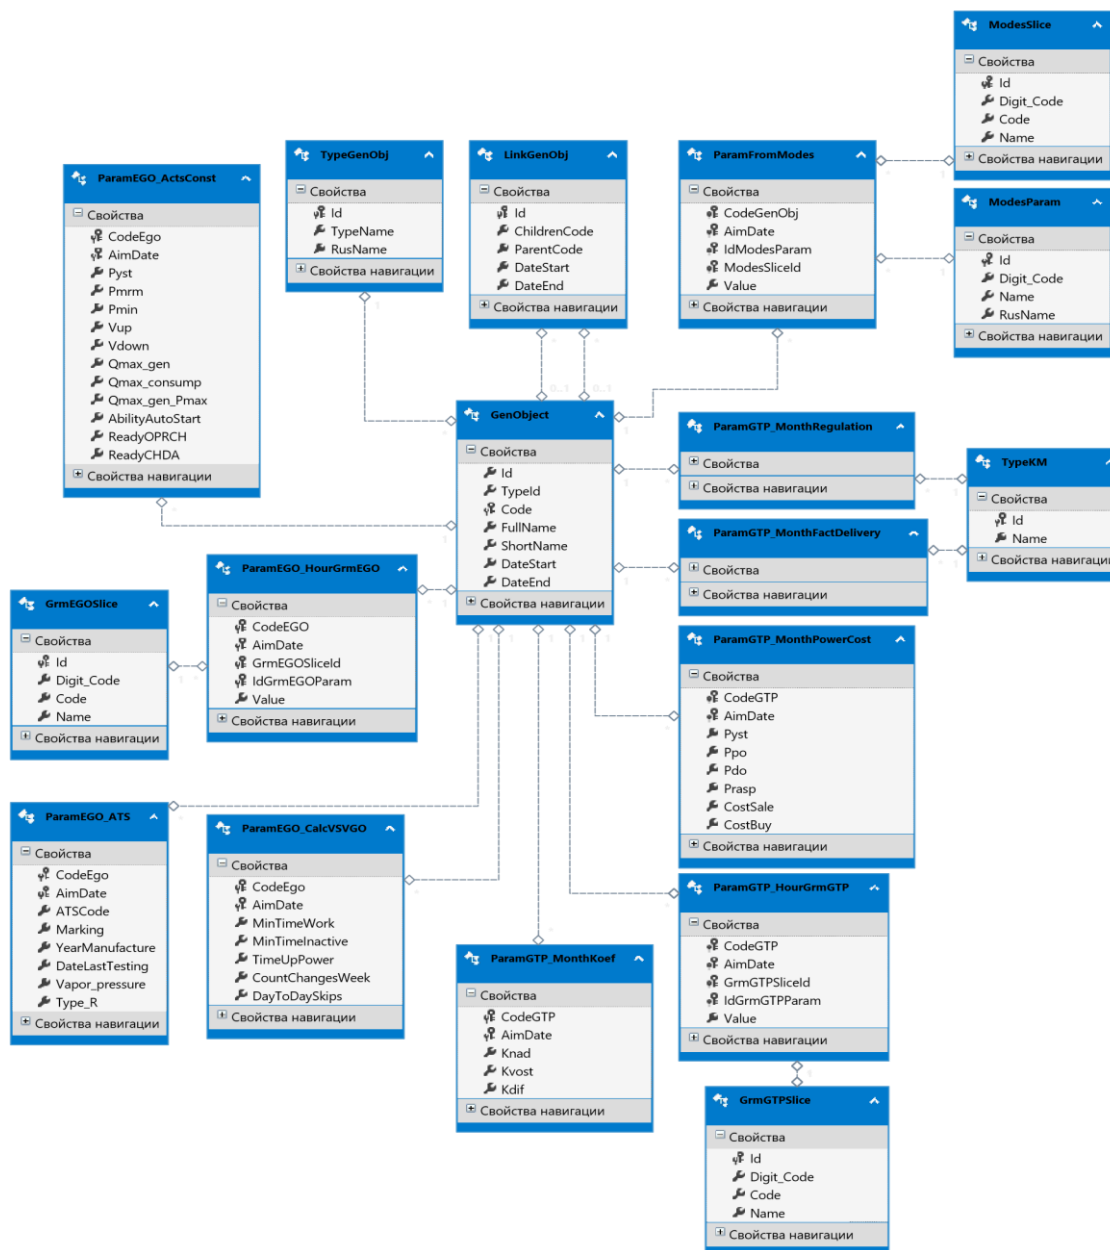 ModesSlice
Свойства
Id
Digit_Code
Code
Name
Свойства навигации
TypeGenObj
Свойства
Id
TypeName
RusName
Свойства навигации
LinkGenObj
Свойства
Id
ChildrenCode
ParentCode
DateStart
DateEnd
Свойства навигации
ParamFromModes
Свойства
CodeGenObj
AimDate
IdModesParam
ModesSliceId
Value
Свойства навигации
ParamEGO_ActsConst
Свойства
CodeEgo
AimDate
Pyst
Pmrm
Pmin
Vup
Vdown
Qmax_gen
Qmax_consump
Qmax_gen_Pmax
AbilityAutoStart
ReadyOPRCH
ReadyCHDA
Свойства навигации
ModesParam
Свойства
Id
Digit_Code
Name
RusName
Свойства навигации
GenObject
Свойства
Id
TypeId
Code
FullName
ShortName
DateStart
DateEnd
Свойства навигации
ParamGTP_MonthRegulation
Свойства
Свойства навигации
TypeKM
Свойства
Id
Name
Свойства навигации
ParamGTP_MonthFactDelivery
Свойства
Свойства навигации
ParamEGO_HourGrmEGO
Свойства
CodeEGO
AimDate
GrmEGOSliceId
IdGrmEGOParam
Value
Свойства навигации
GrmEGOSlice
Свойства
Id
Digit_Code
Code
Name
Свойства навигации
ParamGTP_MonthPowerCost
Свойства
CodeGTP
AimDate
Pyst
Ppo
Pdo
Prasp
CostSale
CostBuy
Свойства навигации
ParamEGO_ATS
Свойства
CodeEgo
AimDate
ATSCode
Marking
YearManufacture
DateLastTesting
Vapor_pressure
Type_R
Свойства навигации
ParamEGO_CalcVSVGO
Свойства
CodeEgo
AimDate
MinTimeWork
MinTimeInactive
TimeUpPower
CountChangesWeek
DayToDaySkips
Свойства навигации
ParamGTP_HourGrmGTP
Свойства
CodeGTP
AimDate
GrmGTPSliceId
IdGrmGTPParam
Value
Свойства навигации
ParamGTP_MonthKoef
Свойства
CodeGTP
AimDate
Knad
Kvost
Kdif
Свойства навигации
GrmGTPSlice
Свойства
Id
Digit_Code
Code
Name
Свойства навигации